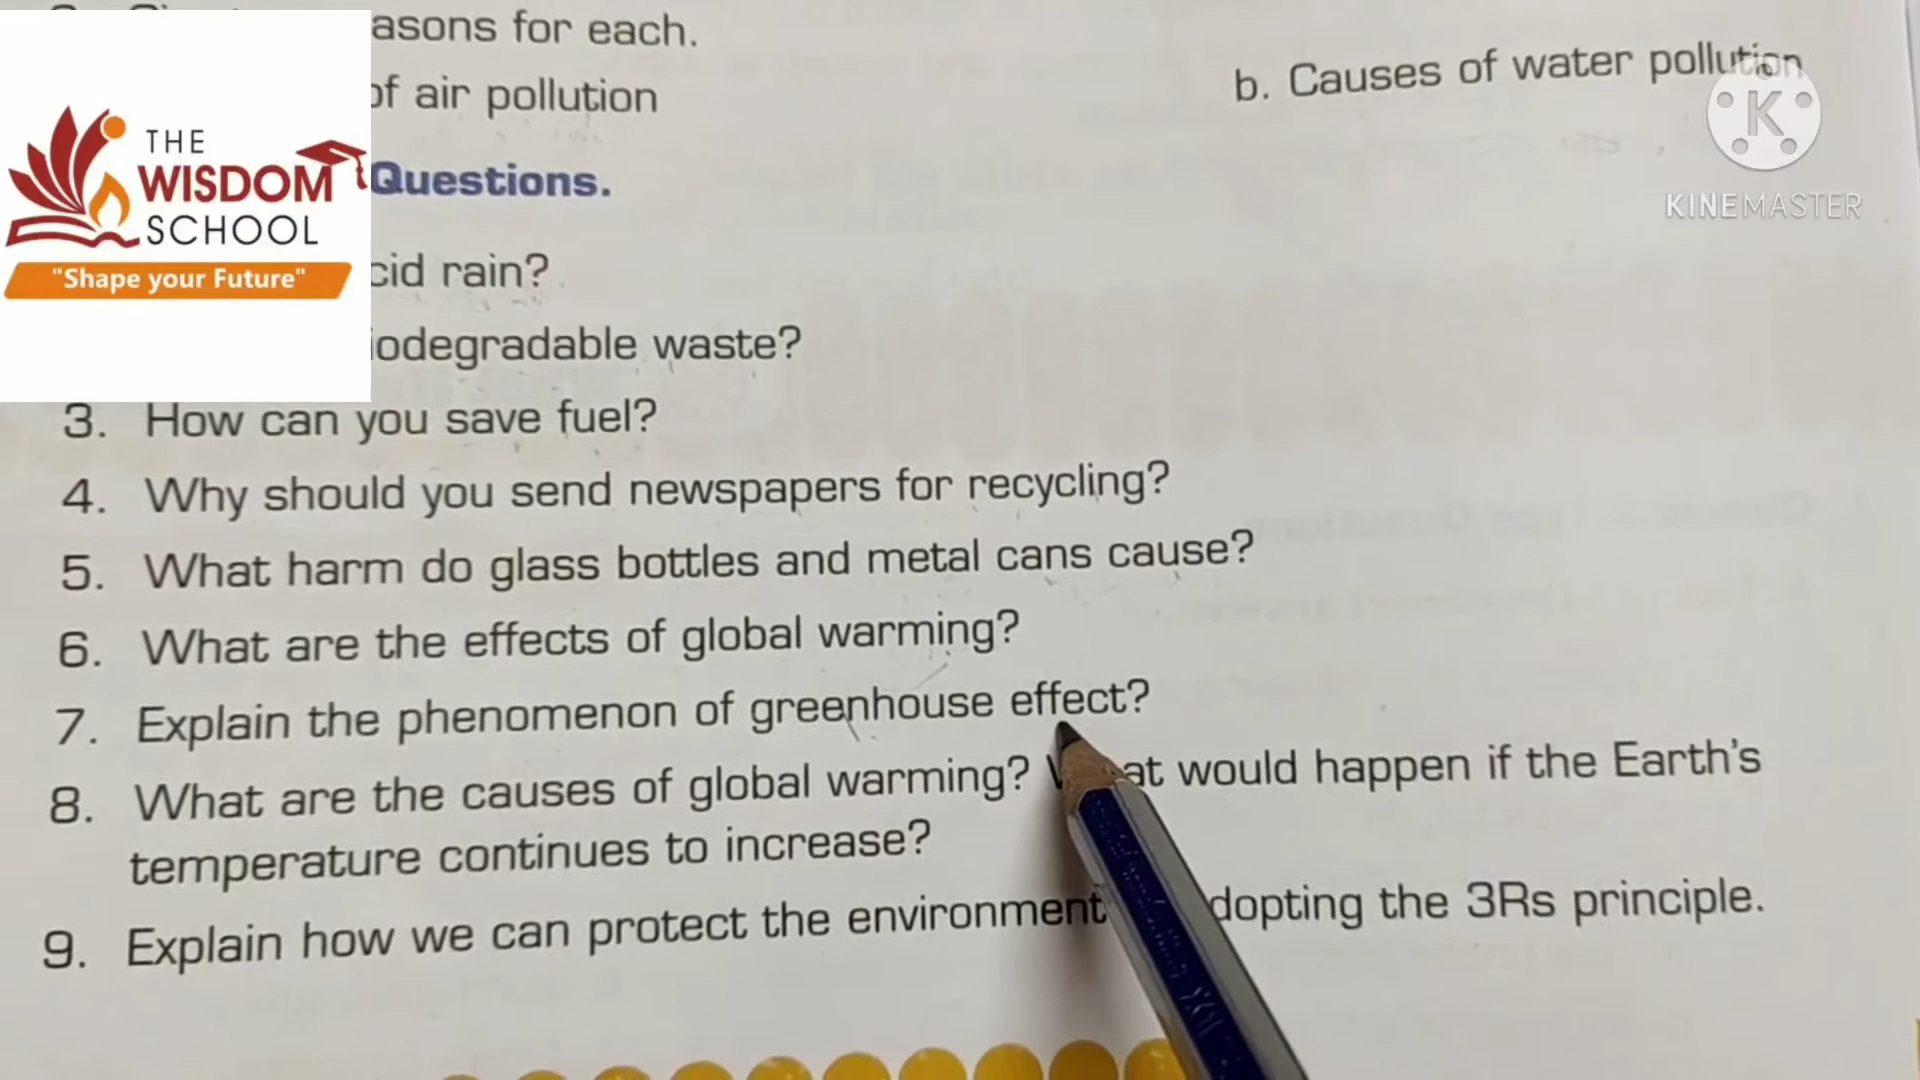 asons for each.
of air pollution
b. Causes of water pollution
KINEMASTER
THE
WISDOM
SCHOOL
"Shape your Future"
Questions.
cid rain?
iodegradable waste?
3. How can you save fuel?
4. Why should you send newspapers for recycling?
5. What harm do glass bottles and metal cans cause?
6. What are the effects of global warming?
7. Explain the phenomenon of greenhouse effect?
8. What are the causes of global warming? at would happen if the Earth's
temperature continues to increase?
9. Explain how we can protect the environment dopting the 3Rs principle.